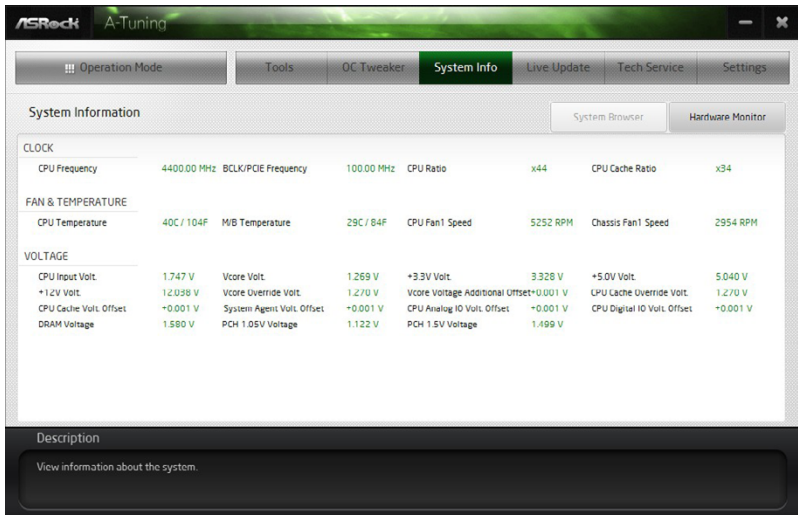 ASRock A-Tuning
Operation Mode Tools OC Tweaker System Info Live Update Tech Service Settings
System Information System Browser Hardware Monitor
CLOCK
CPU Frequency 4400.00 MHz BCLK/PCIE Frequency 100.00 MHz CPU Ratio x44 CPU Cache Ratio x34
FAN & TEMPERATURE
CPU Temperature 40C / 104F M/B Temperature 29C / 84F CPU Fan1 Speed 5252 RPM Chassis Fan1 Speed 2954 RPM
VOLTAGE
CPU Input Volt. 1.747 V Vcore Volt. 1.269 V +3.3V Volt. 3.328 V +5.0V Volt. 5.040 V
+12V Volt. 12.038 V Vcore Override Volt. 1.270 V Vcore Voltage Additional Offset +0.001 V CPU Cache Override Volt. 1.270 V
CPU Cache Volt. Offset +0.001 V System Agent Volt. Offset +0.001 V CPU Analog IO Volt. Offset +0.001 V CPU Digital IO Volt. Offset +0.001 V
DRAM Voltage 1.580 V PCH 1.05V Voltage 1.122 V PCH 1.5V Voltage 1.499 V
Description
View information about the system.